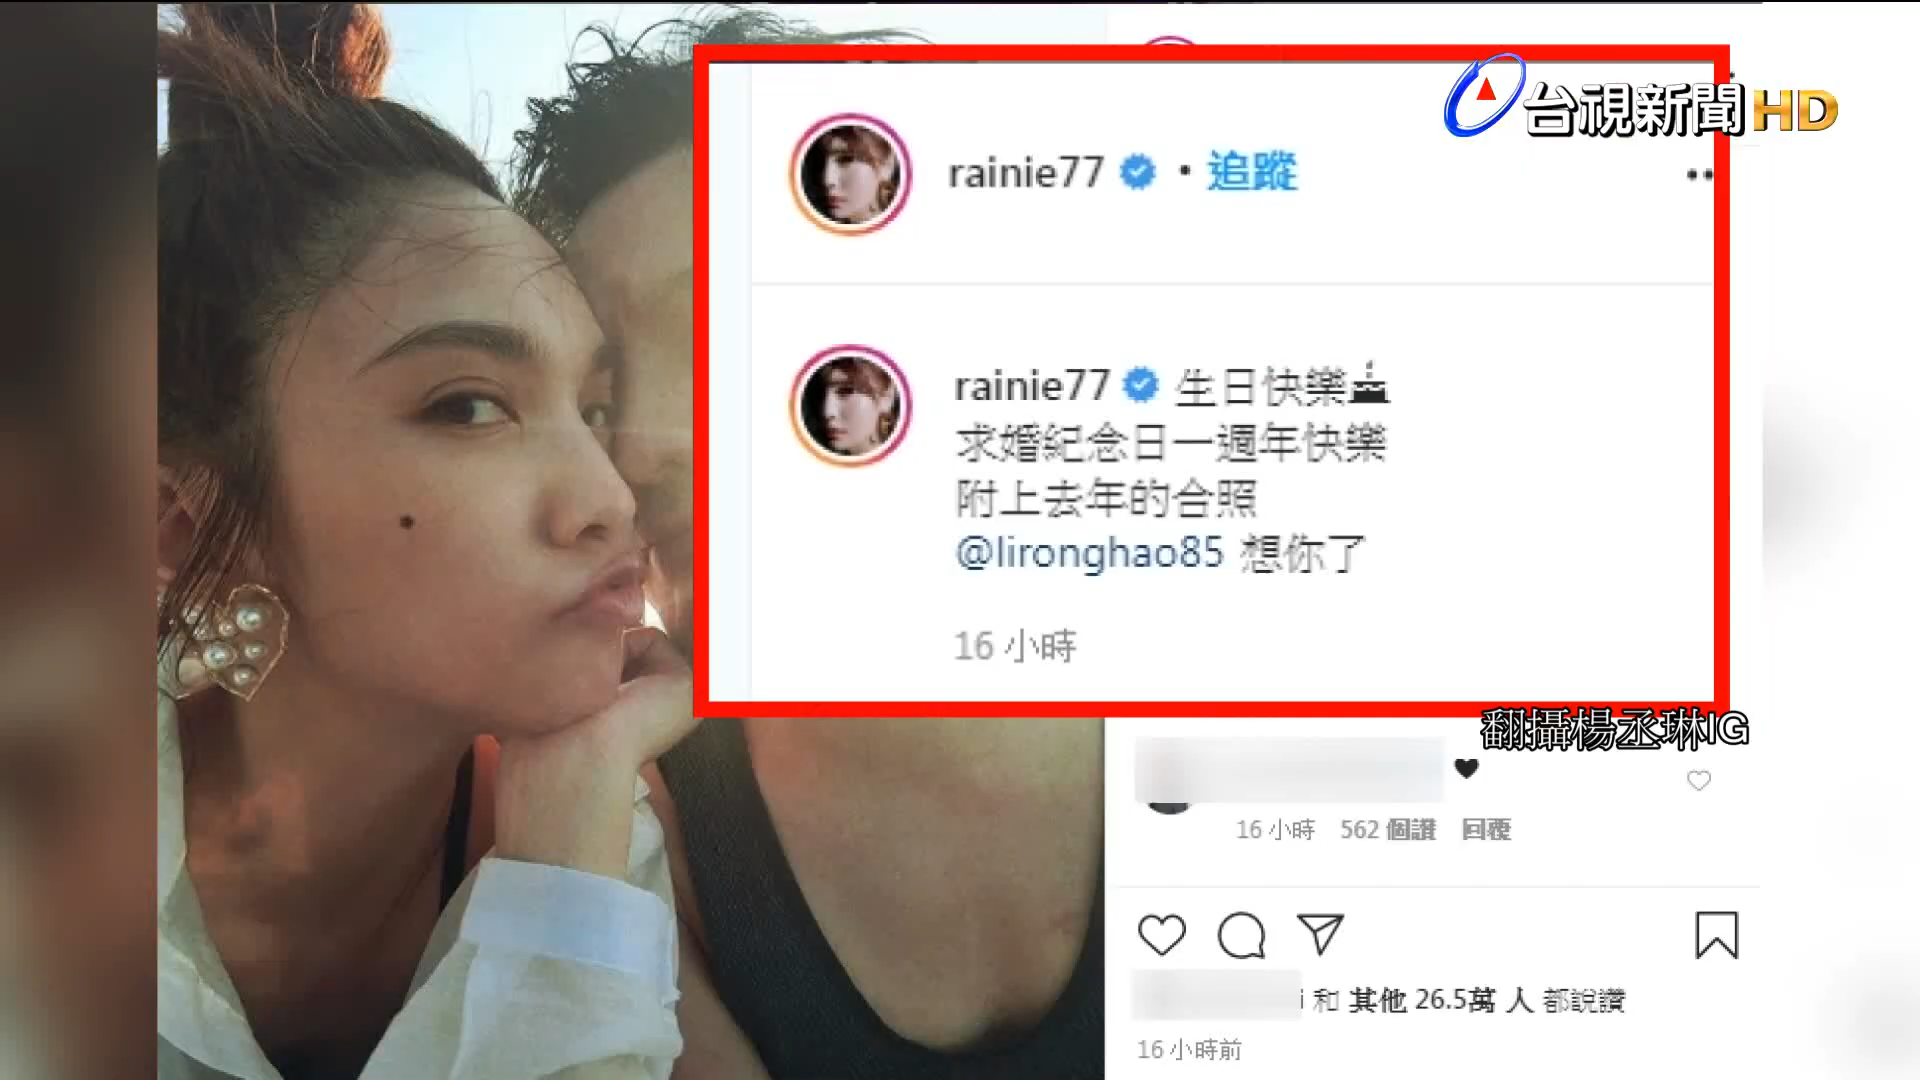 台視新聞HD
rainie77 • 追蹤
rainie77 生日快樂
求婚紀念日一週年快樂
附上去年的合照
@lironghao85 想你了
16 小時
翻攝楊丞琳IG
16 小時 562 個讚 回覆
i 和 其他 26.5萬 人 都說讚
16 小時前